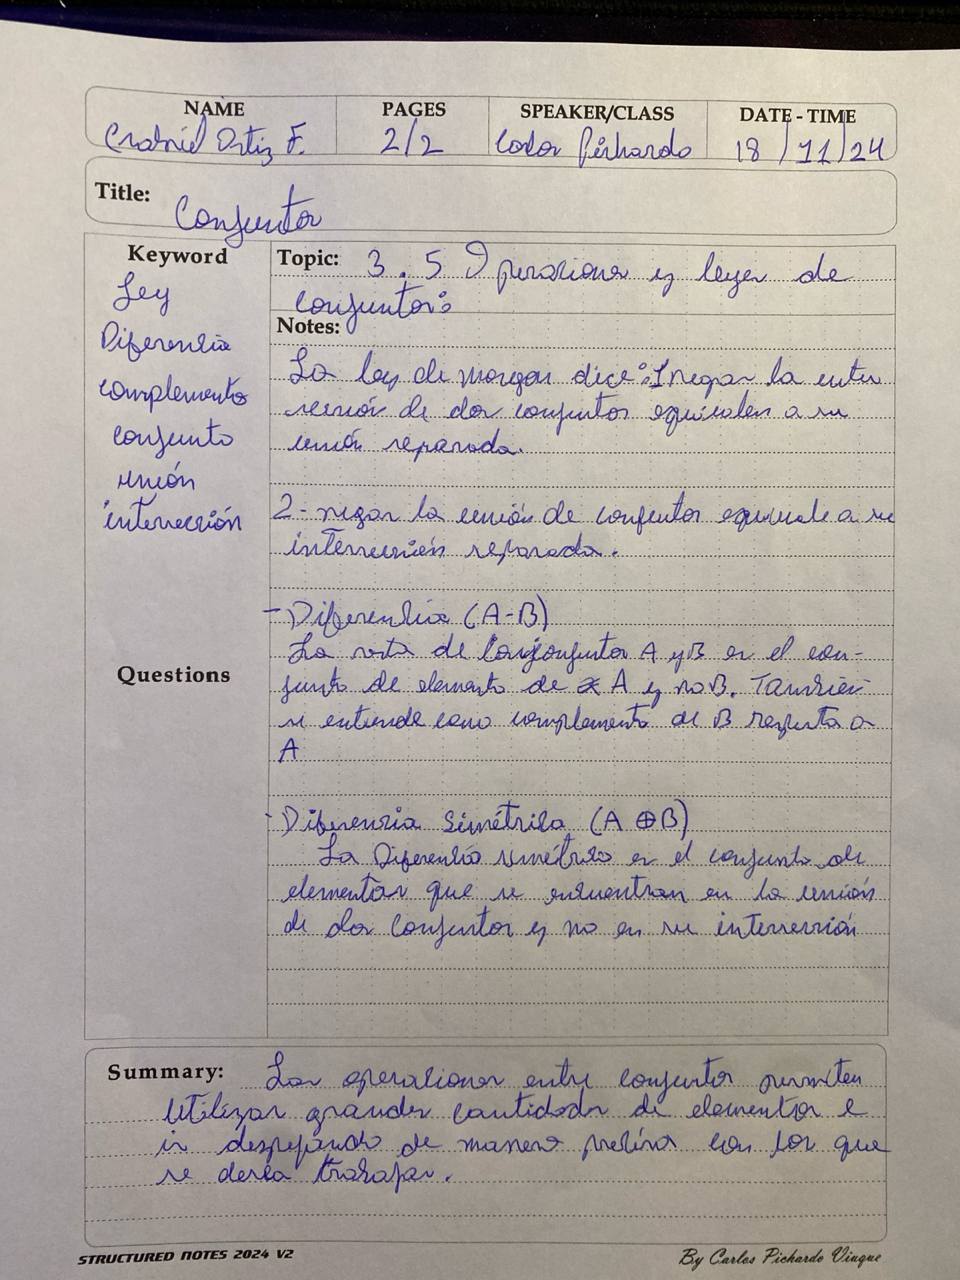 NAME PAGES SPEAKER/CLASS DATE - TIME
Gabriel Ortiz F. 2/2 Carlos Pichardo 18 / 11 / 24
Title: Conjuntos
Keyword
Ley
Diferencia
complemento
conjunto
unión
intersección
Questions
Topic: 3.5 Operaciones y leyes de
conjuntos:
Notes:
La ley de morgan dice: 1 negar la inter
sección de dos conjuntos equivalen a su
unión separada.
2- negar la unión de conjuntos equivale a su
intersección separada.
- Diferencia (A-B)
La resta de conjuntos A y B es el con-
junto de elemento de A y no B. También
se entiende como complemento de B respecto a
A
- Diferencia Simétrica (A ⊕ B)
La Diferencia simétrica es el conjunto de
elementos que se encuentran en la unión
de dos conjuntos y no en su intersección
Summary: Las operaciones entre conjuntos permiten
utilizar grandes cantidades de elementos e
ir despejando de manera precisa con los que
se desea trabajar.
STRUCTURED NOTES 2024 V2 By Carlos Pichardo Viuque